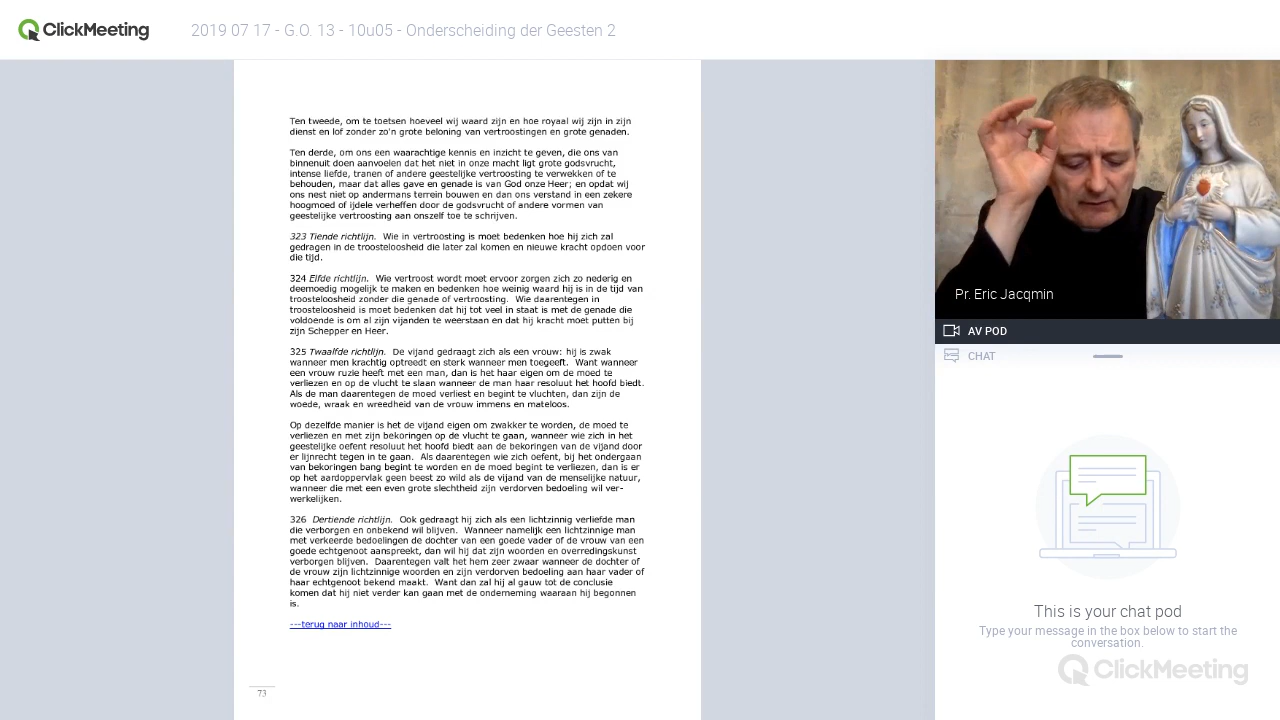 ClickMeeting
2019 07 17 - G.O. 13 - 10u05 - Onderscheiding der Geesten 2
Ten tweede, om te toetsen hoeveel wij waard zijn en hoe royaal wij zijn in zijn
dienst en lof zonder zo'n grote beloning van vertroostingen en grote genaden.
Ten derde, om ons een waarachtige kennis en inzicht te geven, die ons van
binnenuit doen aanvoelen dat het niet in onze macht ligt grote godsvrucht,
intense liefde, tranen of andere geestelijke vertroosting te verwekken of te
behouden, maar dat alles gave en genade is van God onze Heer; en opdat wij
ons nest niet op andermans terrein bouwen en dan ons verstand in een zekere
hoogmoed of ijdele verheffen door de godsvrucht of andere vormen van
geestelijke vertroosting aan onszelf toe te schrijven.
323 Tiende richtlijn. Wie in vertroosting is moet bedenken hoe hij zich zal
gedragen in de troosteloosheid die later zal komen en nieuwe kracht opdoen voor
die tijd.
324 Elfde richtlijn. Wie vertroost wordt moet ervoor zorgen zich zo nederig en
deemoedig mogelijk te maken en bedenken hoe weinig waard hij is in de tijd van
troosteloosheid zonder die genade of vertroosting. Wie daarentegen in
troosteloosheid is moet bedenken dat hij tot veel in staat is met de genade die
voldoende is om al zijn vijanden te weerstaan en dat hij kracht moet putten bij
zijn Schepper en Heer.
325 Twaalfde richtlijn. De vijand gedraagt zich als een vrouw: hij is zwak
wanneer men krachtig optreedt en sterk wanneer men toegeeft. Want wanneer
een vrouw ruzie heeft met een man, dan is het haar eigen om de moed te
verliezen en op de vlucht te slaan wanneer de man haar resoluut het hoofd biedt.
Als de man daarentegen de moed verliest en begint te vluchten, dan zijn de
woede, wraak en wreedheid van de vrouw immens en mateloos.
Op dezelfde manier is het de vijand eigen om zwakker te worden, de moed te
verliezen en met zijn bekoringen op de vlucht te gaan, wanneer wie zich in het
geestelijke oefent resoluut het hoofd biedt aan de bekoringen van de vijand door
er lijnrecht tegen in te gaan. Als daarentegen wie zich oefent, bij het ondergaan
van bekoringen bang begint te worden en de moed begint te verliezen, dan is er
op het aardoppervlak geen beest zo wild als de vijand van de menselijke natuur,
wanneer die met een even grote slechtheid zijn verdorven bedoeling wil ver-
werkelijken.
326 Dertiende richtlijn. Ook gedraagt hij zich als een lichtzinnig verliefde man
die verborgen en onbekend wil blijven. Wanneer namelijk een lichtzinnige man
met verkeerde bedoelingen de dochter van een goede vader of de vrouw van een
goede echtgenoot aanspreekt, dan wil hij dat zijn woorden en overredingskunst
verborgen blijven. Daarentegen valt het hem zeer zwaar wanneer de dochter of
de vrouw zijn lichtzinnige woorden en zijn verdorven bedoeling aan haar vader of
haar echtgenoot bekend maakt. Want dan zal hij al gauw tot de conclusie
komen dat hij niet verder kan gaan met de onderneming waaraan hij begonnen
is.
---terug naar inhoud---
73
Pr. Eric Jacqmin
AV POD
CHAT
This is your chat pod
Type your message in the box below to start the
conversation.
ClickMeeting